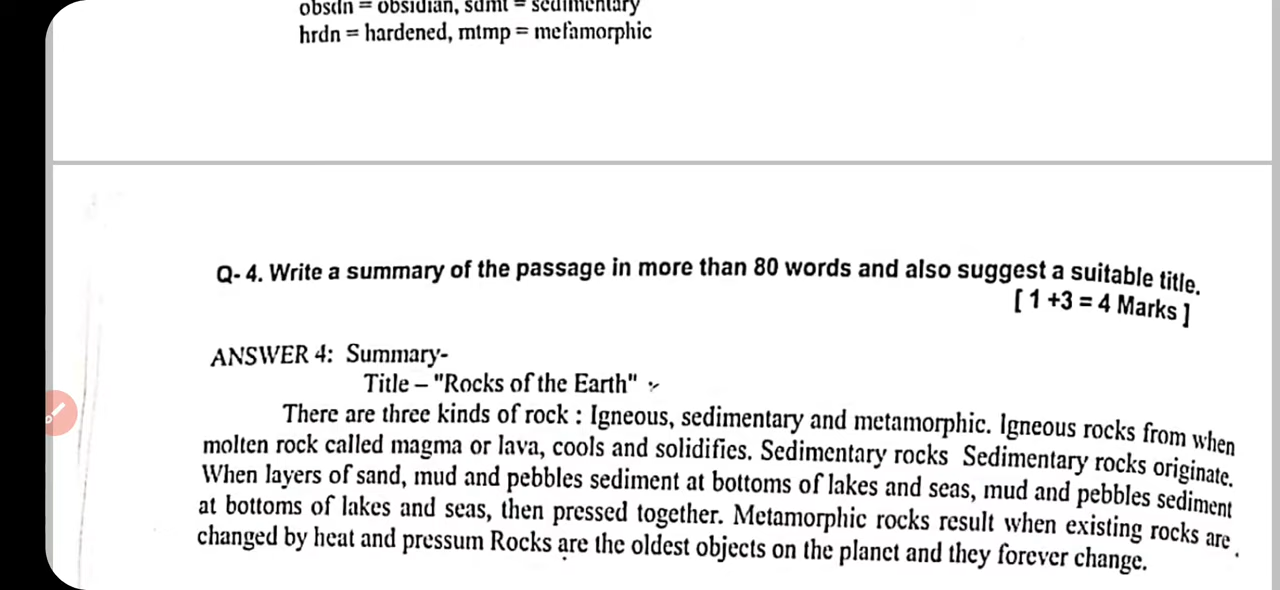 obsdn = obsidian, sdmt = sedimentary
hrdn = hardened, mtmp = metamorphic
Q- 4. Write a summary of the passage in more than 80 words and also suggest a suitable title.
[ 1 +3 = 4 Marks ]
ANSWER 4: Summary-
Title – "Rocks of the Earth"
There are three kinds of rock : Igneous, sedimentary and metamorphic. Igneous rocks from when
molten rock called magma or lava, cools and solidifies. Sedimentary rocks Sedimentary rocks originate.
When layers of sand, mud and pebbles sediment at bottoms of lakes and seas, mud and pebbles sediment
at bottoms of lakes and seas, then pressed together. Metamorphic rocks result when existing rocks are
changed by heat and pressum Rocks are the oldest objects on the planet and they forever change.